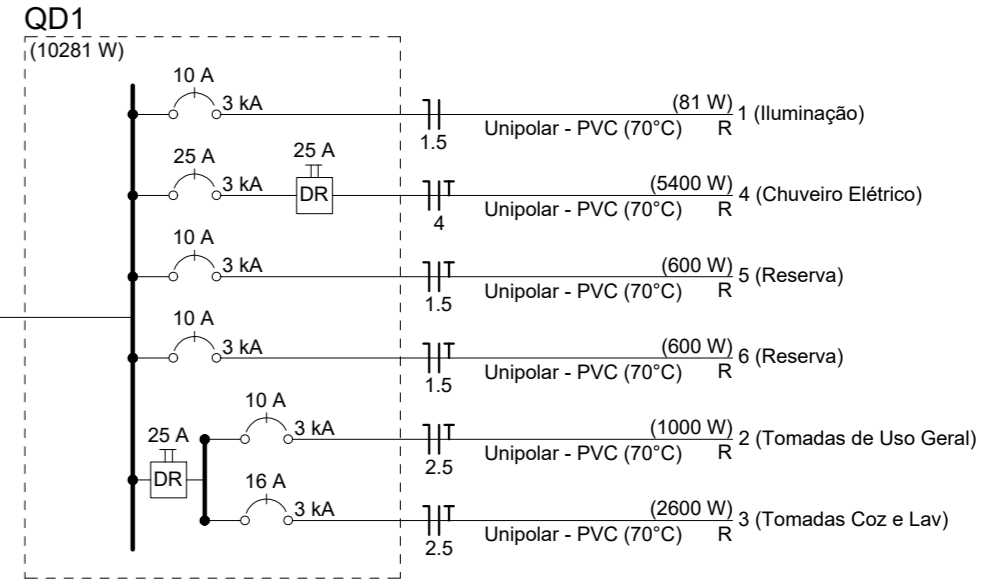 QD1
(10281 W)
10 A
3 kA
1.5
(81 W)
Unipolar - PVC (70°C)
R
1 (Iluminação)
25 A
3 kA
25 A
DR
T
4
(5400 W)
Unipolar - PVC (70°C)
R
4 (Chuveiro Elétrico)
10 A
3 kA
T
1.5
(600 W)
Unipolar - PVC (70°C)
R
5 (Reserva)
10 A
3 kA
T
1.5
(600 W)
Unipolar - PVC (70°C)
R
6 (Reserva)
25 A
DR
10 A
3 kA
T
2.5
(1000 W)
Unipolar - PVC (70°C)
R
2 (Tomadas de Uso Geral)
16 A
3 kA
T
2.5
(2600 W)
Unipolar - PVC (70°C)
R
3 (Tomadas Coz e Lav)